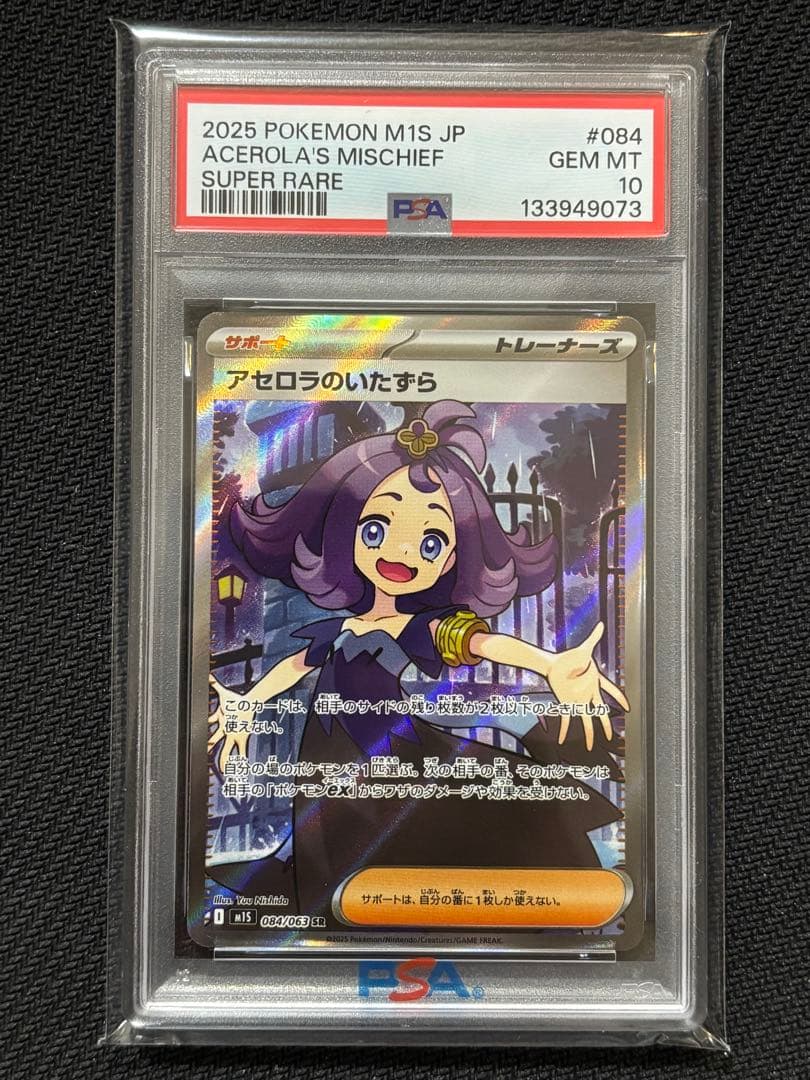 2025 POKEMON M1S JP #084
ACEROLA'S MISCHIEF GEM MT
SUPER RARE 10
PSA 133949073
サポート トレーナーズ
アセロラのいたずら
このカードは、相手のサイドの残り枚数が2枚以下のときにしか
使えない。
自分の場のポケモンを1匹選ぶ。次の相手の番、そのポケモンは
相手の「ポケモンex」からワザのダメージや効果を受けない。
サポートは、自分の番に1枚しか使えない。
Illus. Yuu Nishida
M1S 084/063 SR
©2025 Pokémon/Nintendo/Creatures/GAME FREAK.
PSA®